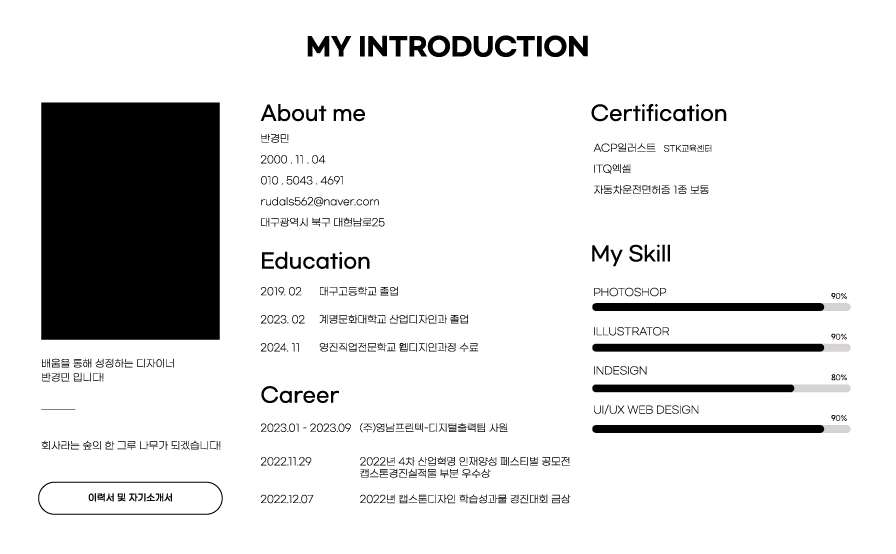 MY INTRODUCTION
배움을 통해 성장하는 디자이너
반경민 입니다!
회사라는 숲의 한 그루 나무가 되겠습니다!
이력서 및 자기소개서
About me
반경민
2000 . 11 . 04
010 . 5043 . 4691
rudals562@naver.com
대구광역시 북구 대현남로25
Education
2019. 02 대구고등학교 졸업
2023. 02 계명문화대학교 산업디자인과 졸업
2024. 11 영진직업전문학교 웹디지인과정 수료
Career
2023.01 - 2023.09 (주)영남프린텍-디지털출력팀 사원
2022.11.29 2022년 4차 산업혁명 인재양성 페스티벌 공모전
캡스톤경진실적물 부분 우수상
2022.12.07 2022년 캡스톤디자인 학습성과물 경진대회 금상
Certification
ACP일러스트 STK교육센터
ITQ엑셀
자동차운전면허증 1종 보통
My Skill
PHOTOSHOP 90%
ILLUSTRATOR 90%
INDESIGN 80%
UI/UX WEB DESIGN 90%